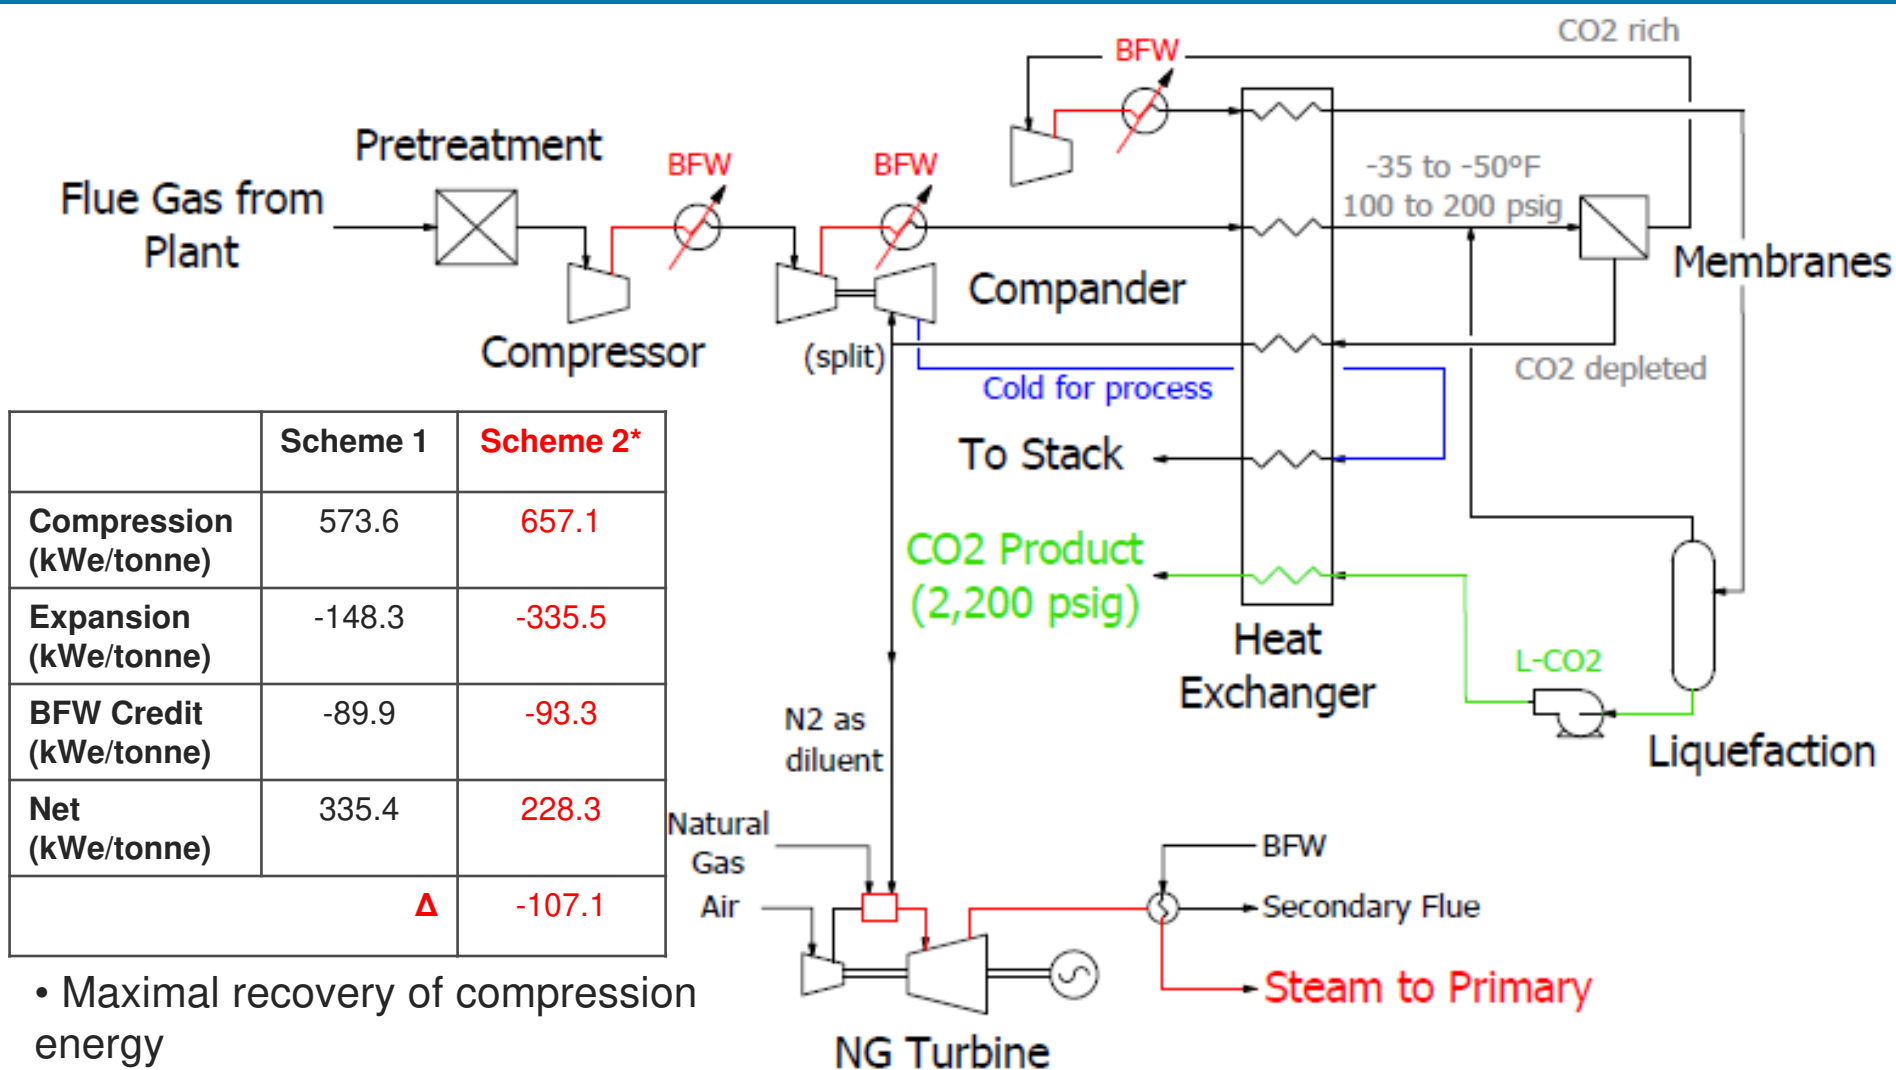 CO2 rich
BFW
Pretreatment
BFW
BFW
-35 to -50ºF
100 to 200 psig
Flue Gas from
Plant
Membranes
Compander
Compressor
(split)
CO2 depleted
Cold for process
To Stack
CO2 Product
(2,200 psig)
Heat
Exchanger
L-CO2
Liquefaction
Scheme 1 Scheme 2*
Compression
(kWe/tonne) 573.6 657.1
Expansion
(kWe/tonne) -148.3 -335.5
BFW Credit
(kWe/tonne) -89.9 -93.3
Net
(kWe/tonne) 335.4 228.3
Δ -107.1
N2 as
diluent
Natural
Gas
Air
BFW
Secondary Flue
Steam to Primary
NG Turbine
• Maximal recovery of compression
energy